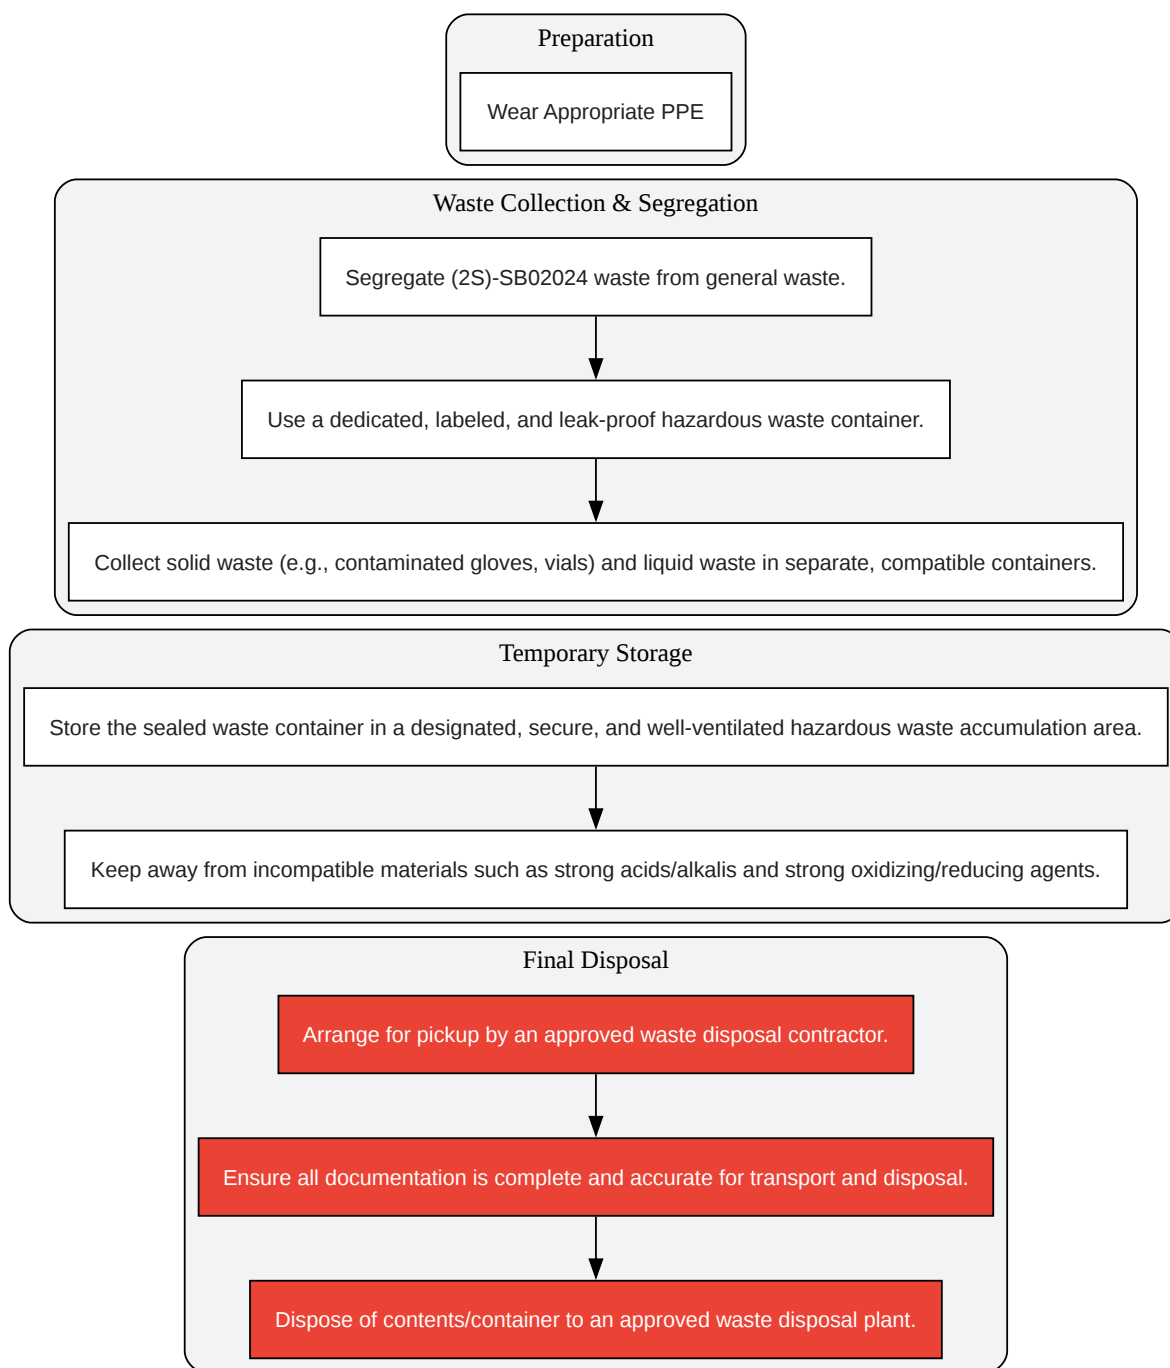 Preparation
Wear Appropriate PPE
Waste Collection & Segregation
Segregate (2S)-SB02024 waste from general waste.
Use a dedicated, labeled, and leak-proof hazardous waste container.
Collect solid waste (e.g., contaminated gloves, vials) and liquid waste in separate, compatible containers.
Temporary Storage
Store the sealed waste container in a designated, secure, and well-ventilated hazardous waste accumulation area.
Keep away from incompatible materials such as strong acids/alkalis and strong oxidizing/reducing agents.
Final Disposal
Arrange for pickup by an approved waste disposal contractor.
Ensure all documentation is complete and accurate for transport and disposal.
Dispose of contents/container to an approved waste disposal plant.